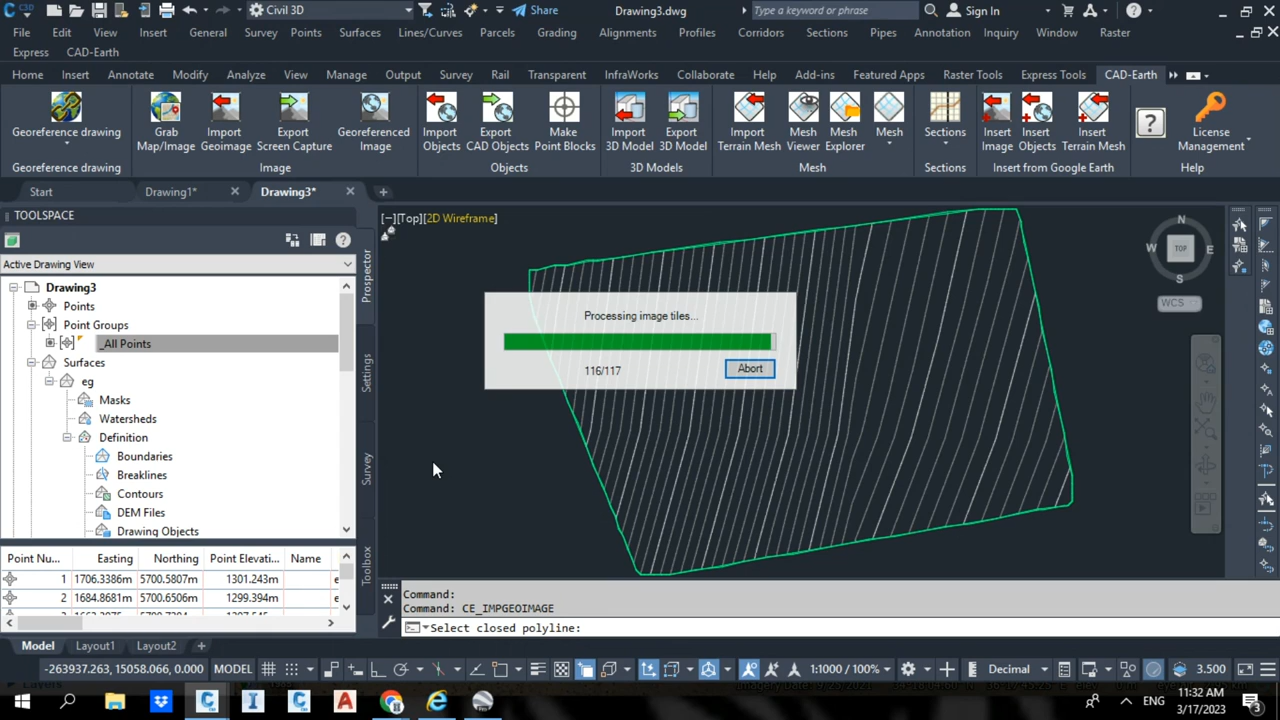 C3D
Civil 3D
Share
Drawing3.dwg
Type a keyword or phrase
Sign In
File Edit View Insert General Survey Points Surfaces Lines/Curves Parcels Grading Alignments Profiles Corridors Sections Pipes Annotation Inquiry Window Raster
Express CAD-Earth
Home Insert Annotate Modify Analyze View Manage Output Survey Rail Transparent InfraWorks Collaborate Help Add-ins Featured Apps Raster Tools Express Tools CAD-Earth
Georeference drawing
Grab Map/Image
Import Geoimage
Export Screen Capture
Georeferenced Image
Import Objects
Export CAD Objects
Make Point Blocks
Import 3D Model
Export 3D Model
Import Terrain Mesh
Mesh Viewer
Mesh Explorer
Mesh
Sections
Insert Image
Insert Objects
Insert Terrain Mesh
?
License Management
Georeference drawing Image Objects 3D Models Mesh Sections Insert from Google Earth Help
Start Drawing1* Drawing3*
TOOLSPACE
[−][Top][2D Wireframe]
Active Drawing View
Drawing3
Points
Point Groups
_All Points
Surfaces
eg
Masks
Watersheds
Definition
Boundaries
Breaklines
Contours
DEM Files
Drawing Objects
Prospector
Settings
Survey
Toolbox
Point Nu... Easting Northing Point Elevati... Name
1 1706.3386m 5700.5807m 1301.243m e
2 1684.8681m 5700.6506m 1299.394m e
Processing image tiles...
116/117
Abort
N
W TOP E
S
WCS
Command:
Command: CE_IMPGEOIMAGE
Select closed polyline:
Model Layout1 Layout2
-263937.263, 15058.066, 0.000 MODEL 1:1000 / 100% Decimal 3.500
ENG
11:32 AM
3/17/2023
3